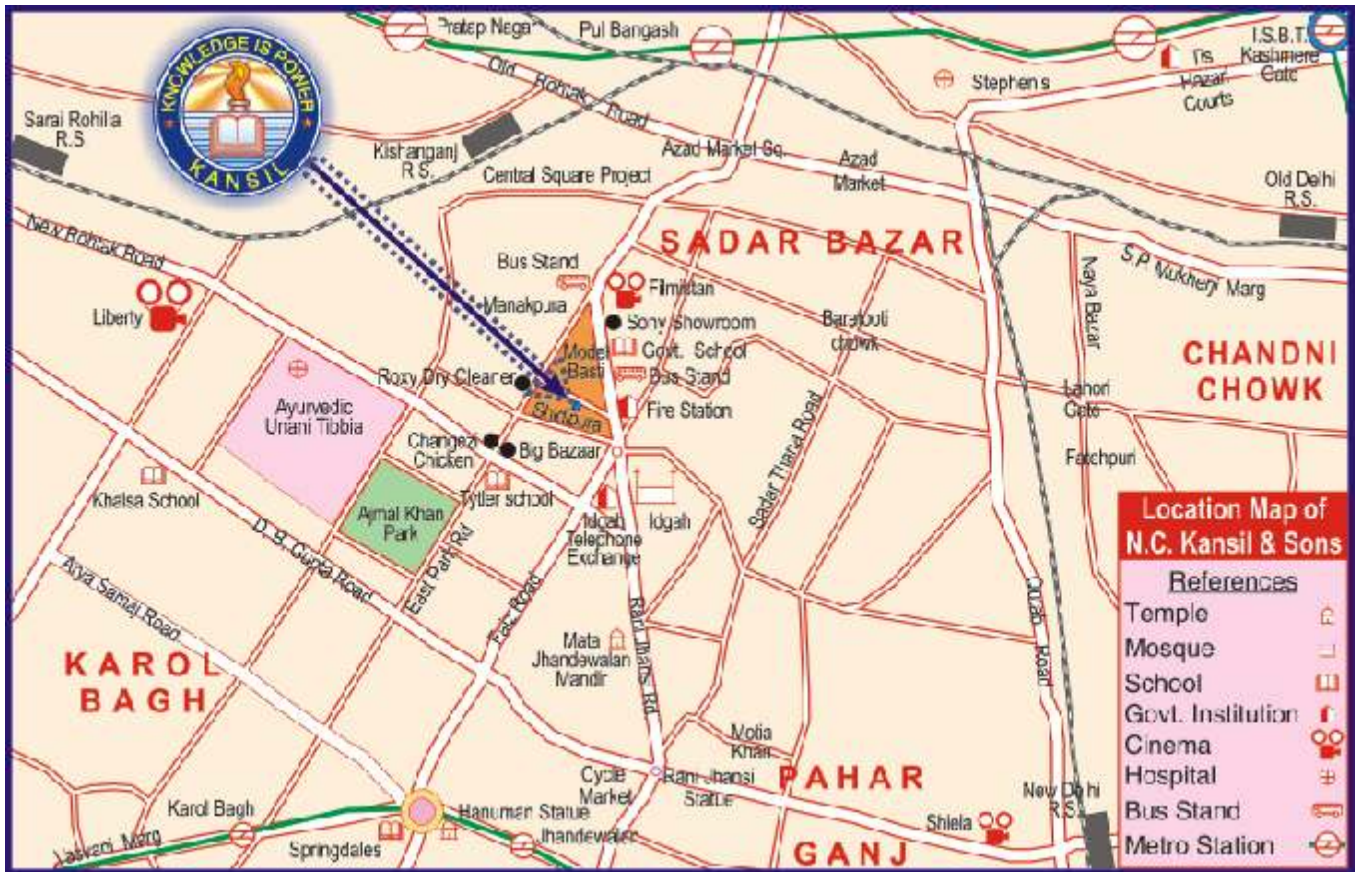 Pratap Nagar
Pul Bangash
I.S.B.T.
Kashmere
Gate
Tis
Hazari
Courts
Stephen's
KNOWLEDGE IS POWER
KANSIL
Old Rohtak Road
Sarai Rohilla
R.S
Kishanganj
R.S.
Azad Market Sq.
Azad
Market
Central Square Project
Old Delhi
R.S.
New Rohtak Road
SADAR BAZAR
S.P. Mukherji Marg
Naya Bazar
Bus Stand
Manakpura
Filmistan
Liberty
Sony Showroom
Barafooti
chowk
Model
Basti
Govt. School
CHANDNI
CHOWK
Roxy Dry Cleaner
Bus Stand
Lahori
Gate
Shidipura
Fire Station
Ayurvedic
Unani Tibbia
Changezi
Chicken
Big Bazaar
Sadar Thana Road
Fatehpuri
Khalsa School
Tytler school
Ajmal Khan
Park
Idgah
Telephone
Exchange
Idgah
D. B. Gupta Road
East Park Rd
Faiz Road
Rani Jhansi Rd.
Qutab Road
Arya Samaj Road
Mata
Jhandewalan
Mandir
KAROL
BAGH
Motia
Khan
Cycle
Market
Rani Jhansi
Statue
PAHAR
GANJ
New Delhi
R.S.
Karol Bagh
Hanuman Statue
Shiela
Jhandewalan
Springdales
Location Map of
N.C. Kansil & Sons
References
Temple
Mosque
School
Govt. Institution
Cinema
Hospital
Bus Stand
Metro Station